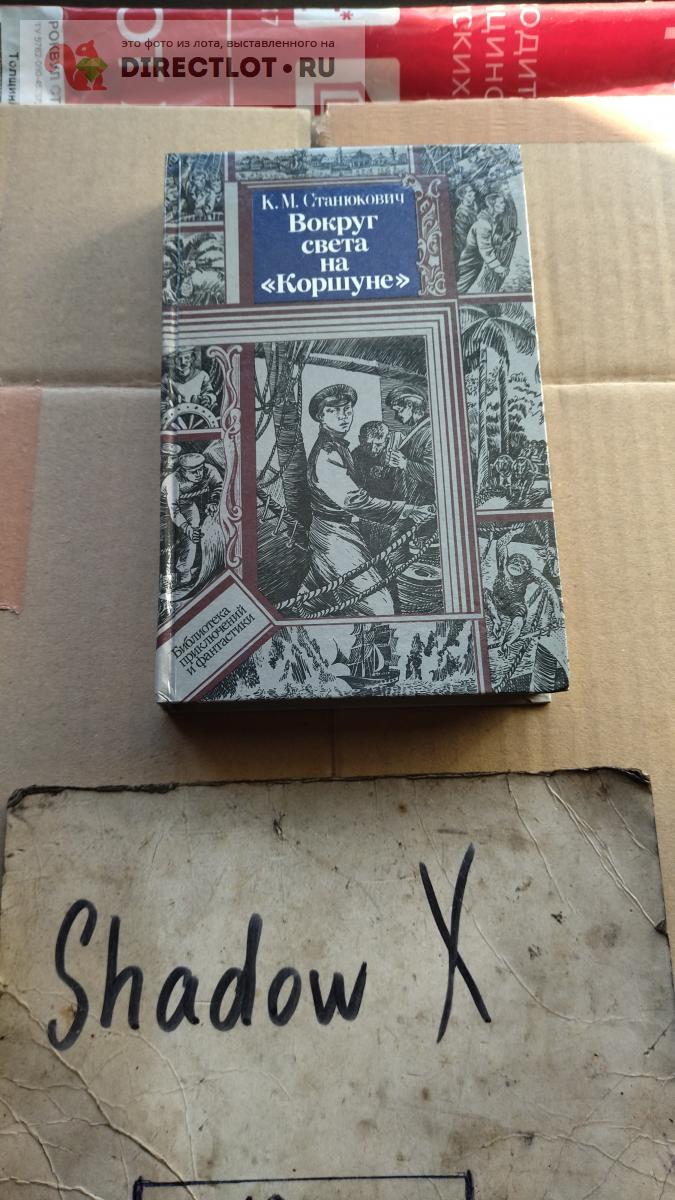 это фото из лота, выставленного на
DIRECTLOT.RU
К. М. Станюкович
Вокруг
света
на
«Коршуне»
Библиотека
приключений
и фантастики
Shadow X